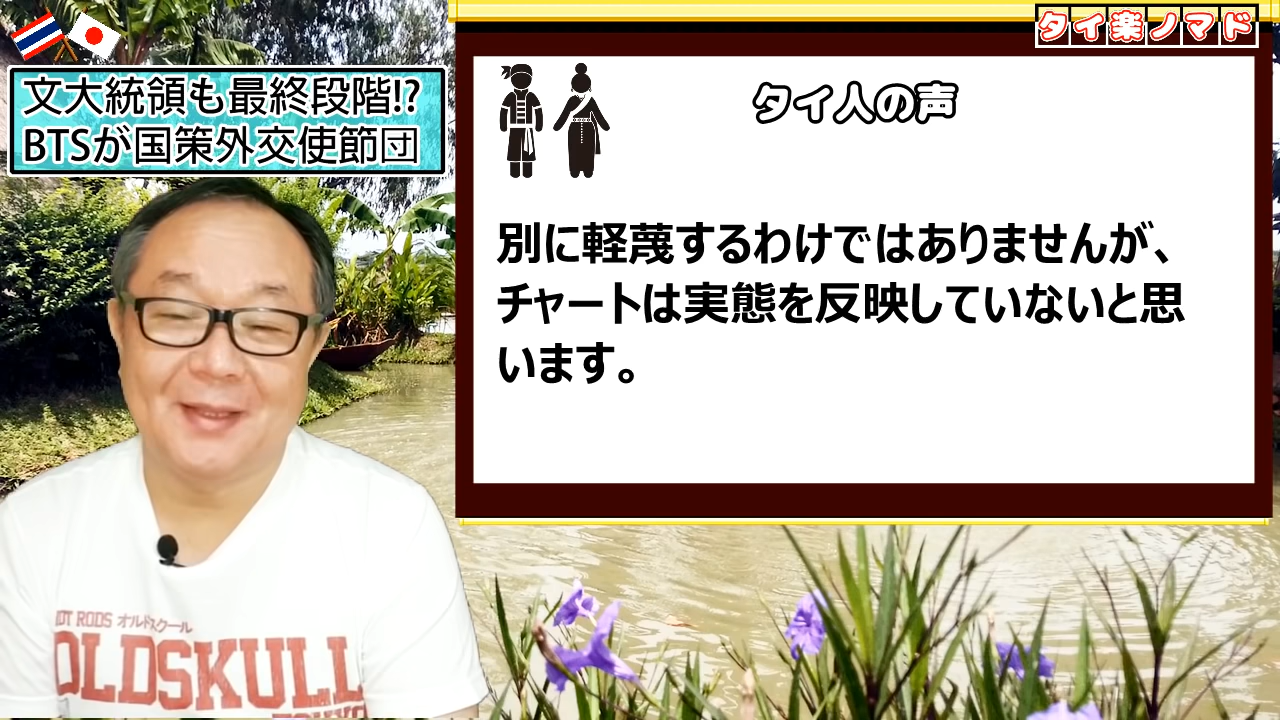 タイ楽ノマド
文大統領も最終段階!?
BTSが国策外交使節団
タイ人の声
別に軽蔑するわけではありませんが、
チャートは実態を反映していないと思
います。
RODS オルドスクール
OLDSKULL